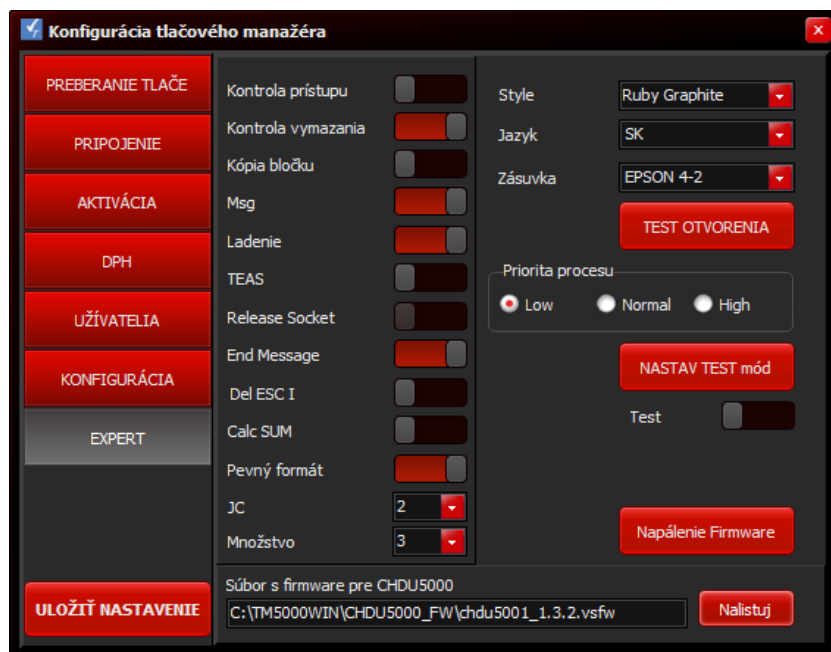 Konfigurácia tlačového manažéra
PREBERANIE TLAČE
PRIPOJENIE
AKTIVÁCIA
DPH
UŽÍVATELIA
KONFIGURÁCIA
EXPERT
ULOŽIŤ NASTAVENIE
Kontrola prístupu
Kontrola vymazania
Kópia bločku
Msg
Ladenie
TEAS
Release Socket
End Message
Del ESC I
Calc SUM
Pevný formát
JC 2
Množstvo 3
Style Ruby Graphite
Jazyk SK
Zásuvka EPSON 4-2
TEST OTVORENIA
Priorita procesu
Low Normal High
NASTAV TEST mód
Test
Napálenie Firmware
Súbor s firmware pre CHDU5000
C:\TM5000WIN\CHDU5000_FW\chdu5001_1.3.2.vsfw Nalistuj